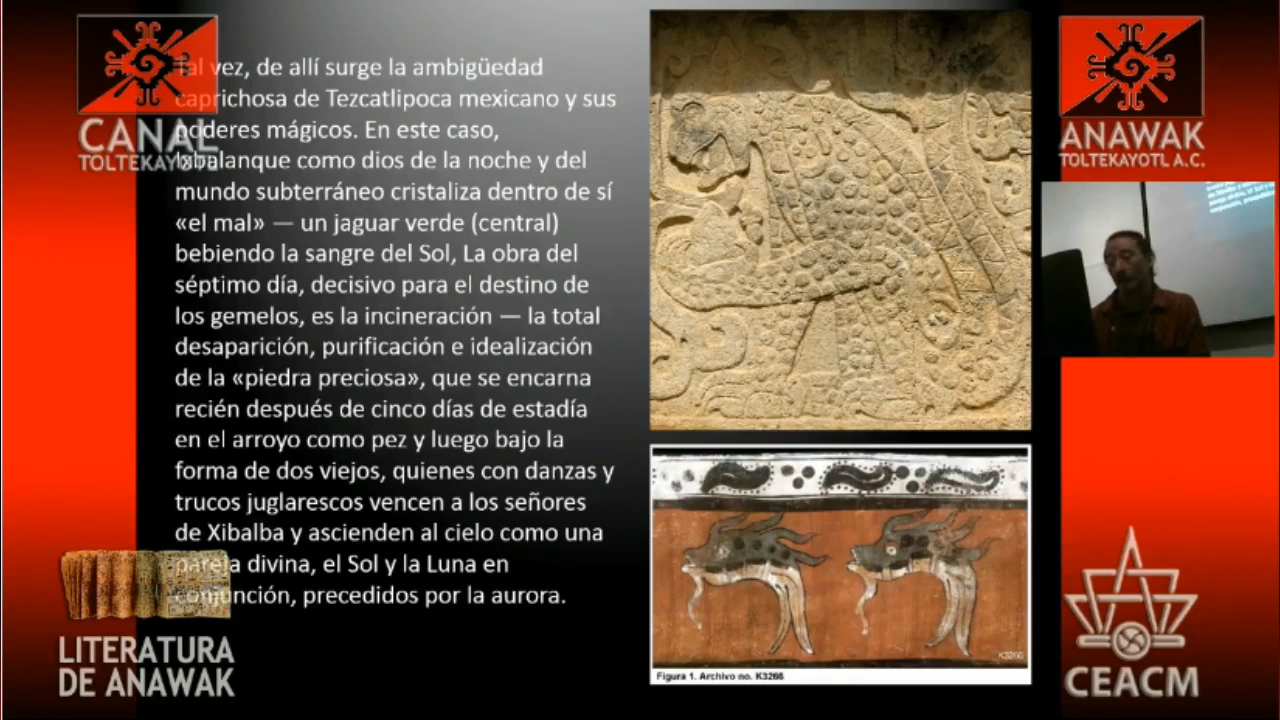 CANAL
TOLTEKAYOTL
Tal vez, de allí surge la ambigüedad
caprichosa de Tezcatlipoca mexicano y sus
poderes mágicos. En este caso,
Ixbalanque como dios de la noche y del
mundo subterráneo cristaliza dentro de sí
«el mal» — un jaguar verde (central)
bebiendo la sangre del Sol, La obra del
séptimo día, decisivo para el destino de
los gemelos, es la incineración — la total
desaparición, purificación e idealización
de la «piedra preciosa», que se encarna
recién después de cinco días de estadía
en el arroyo como pez y luego bajo la
forma de dos viejos, quienes con danzas y
trucos juglarescos vencen a los señores
de Xibalba y ascienden al cielo como una
pareja divina, el Sol y la Luna en
conjunción, precedidos por la aurora.
LITERATURA
DE ANAWAK
K3266
Figura 1. Archivo no. K3266
ANAWAK
TOLTEKAYOTL A.C.
CEACM